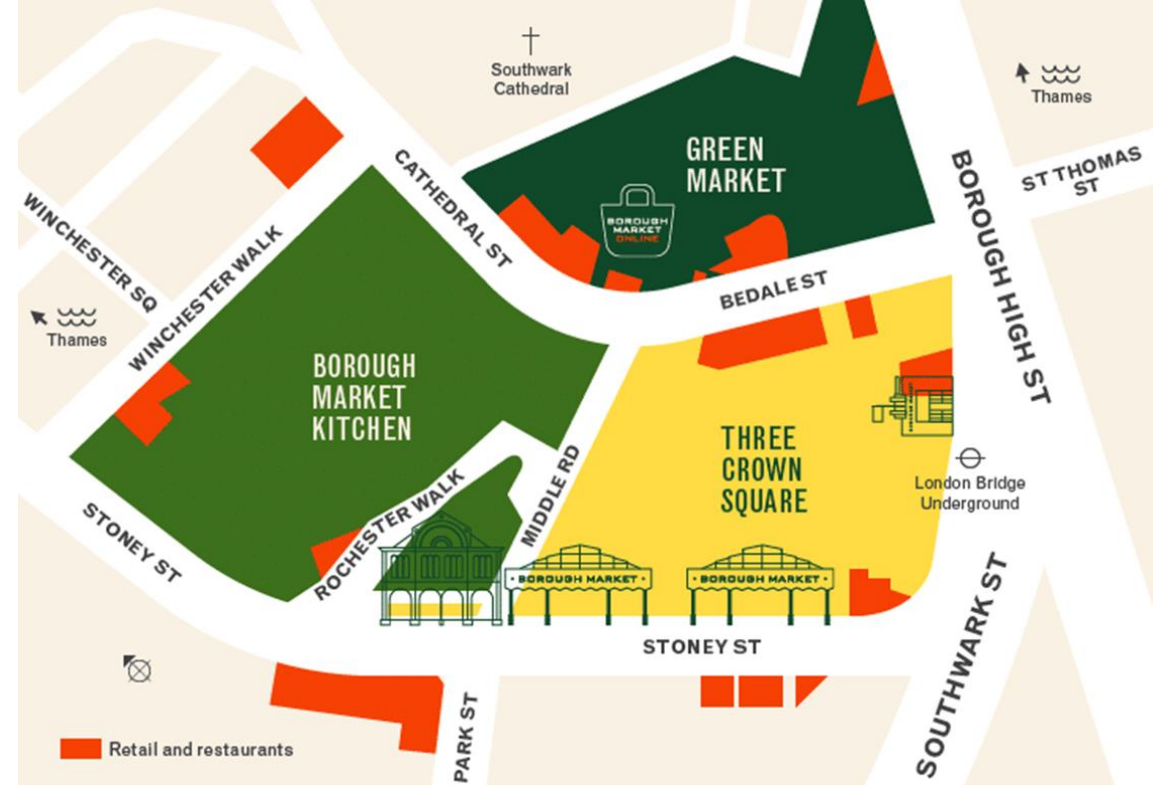 Southwark
Cathedral
Thames
GREEN
MARKET
ST THOMAS
ST
CATHEDRAL ST
BOROUGH
MARKET
ONLINE
BOROUGH HIGH ST
WINCHESTER SQ
WINCHESTER WALK
BEDALE ST
Thames
BOROUGH
MARKET
KITCHEN
THREE
CROWN
SQUARE
London Bridge
Underground
MIDDLE RD
ROCHESTER WALK
STONEY ST
BOROUGH MARKET
BOROUGH MARKET
STONEY ST
SOUTHWARK ST
PARK ST
Retail and restaurants